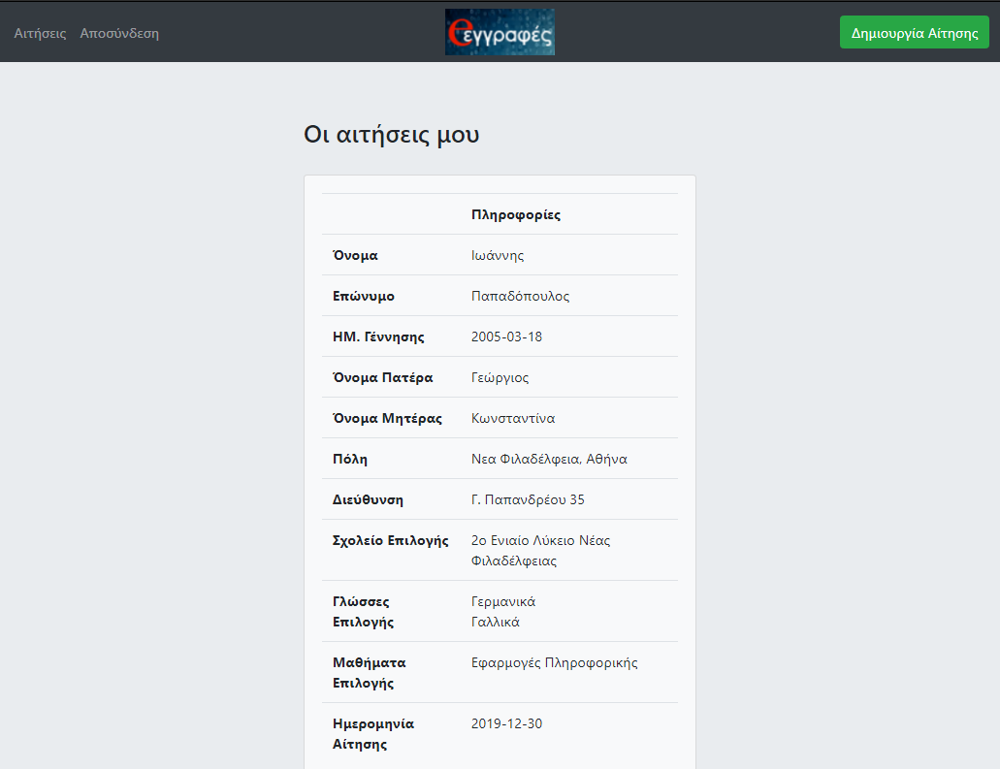 Αιτήσεις Αποσύνδεση
eεγγραφές
Δημιουργία Αίτησης
Οι αιτήσεις μου
Πληροφορίες
Όνομα Ιωάννης
Επώνυμο Παπαδόπουλος
ΗΜ. Γέννησης 2005-03-18
Όνομα Πατέρα Γεώργιος
Όνομα Μητέρας Κωνσταντίνα
Πόλη Νεα Φιλαδέλφεια, Αθήνα
Διεύθυνση Γ. Παπανδρέου 35
Σχολείο Επιλογής 2ο Ενιαίο Λύκειο Νέας
Φιλαδέλφειας
Γλώσσες Γερμανικά
Επιλογής Γαλλικά
Μαθήματα Εφαρμογές Πληροφορικής
Επιλογής
Ημερομηνία 2019-12-30
Αίτησης